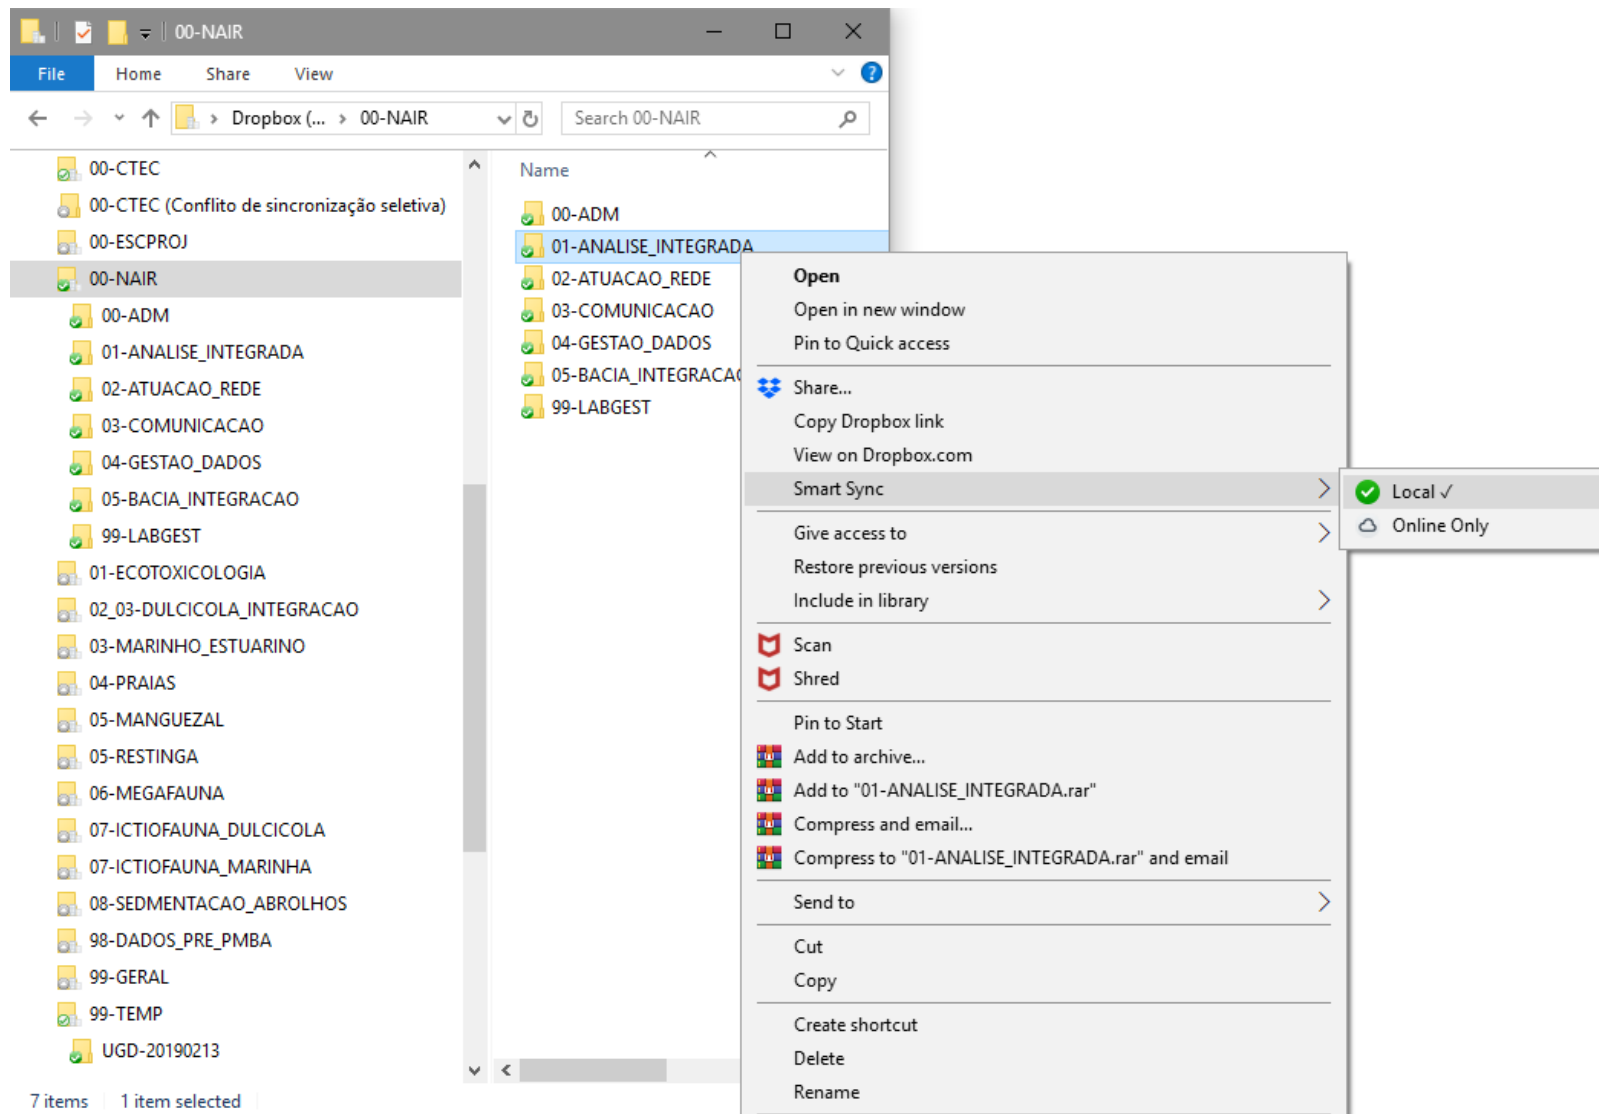 00-NAIR
File Home Share View
Dropbox (... > 00-NAIR Search 00-NAIR
00-CTEC
00-CTEC (Conflito de sincronização seletiva)
00-ESCPROJ
00-NAIR
00-ADM
01-ANALISE_INTEGRADA
02-ATUACAO_REDE
03-COMUNICACAO
04-GESTAO_DADOS
05-BACIA_INTEGRACAO
99-LABGEST
01-ECOTOXICOLOGIA
02_03-DULCICOLA_INTEGRACAO
03-MARINHO_ESTUARINO
04-PRAIAS
05-MANGUEZAL
05-RESTINGA
06-MEGAFAUNA
07-ICTIOFAUNA_DULCICOLA
07-ICTIOFAUNA_MARINHA
08-SEDMENTACAO_ABROLHOS
98-DADOS_PRE_PMBA
99-GERAL
99-TEMP
UGD-20190213
Name
00-ADM
01-ANALISE_INTEGRADA
02-ATUACAO_REDE
03-COMUNICACAO
04-GESTAO_DADOS
05-BACIA_INTEGRACAO
99-LABGEST
Open
Open in new window
Pin to Quick access
Share...
Copy Dropbox link
View on Dropbox.com
Smart Sync
Local ✓
Online Only
Give access to
Restore previous versions
Include in library
Scan
Shred
Pin to Start
Add to archive...
Add to "01-ANALISE_INTEGRADA.rar"
Compress and email...
Compress to "01-ANALISE_INTEGRADA.rar" and email
Send to
Cut
Copy
Create shortcut
Delete
Rename
7 items 1 item selected